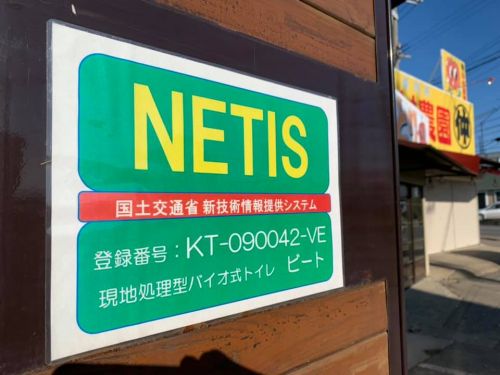 NETIS
国土交通省 新技術情報提供システム
登録番号：KT-090042-VE
現地処理型バイオ式トイレ ビート
農園